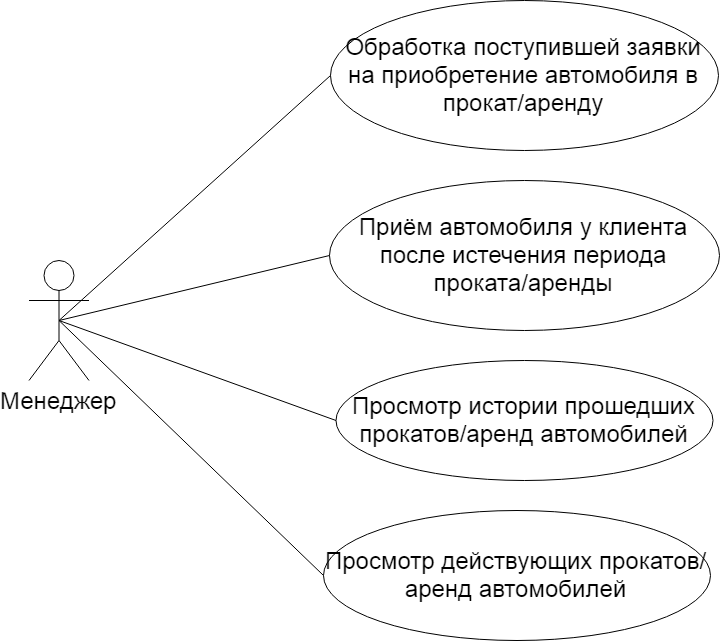 Обработка поступившей заявки
на приобретение автомобиля в
прокат/аренду
Приём автомобиля у клиента
после истечения периода
проката/аренды
Менеджер
Просмотр истории прошедших
прокатов/аренд автомобилей
Просмотр действующих прокатов/
аренд автомобилей